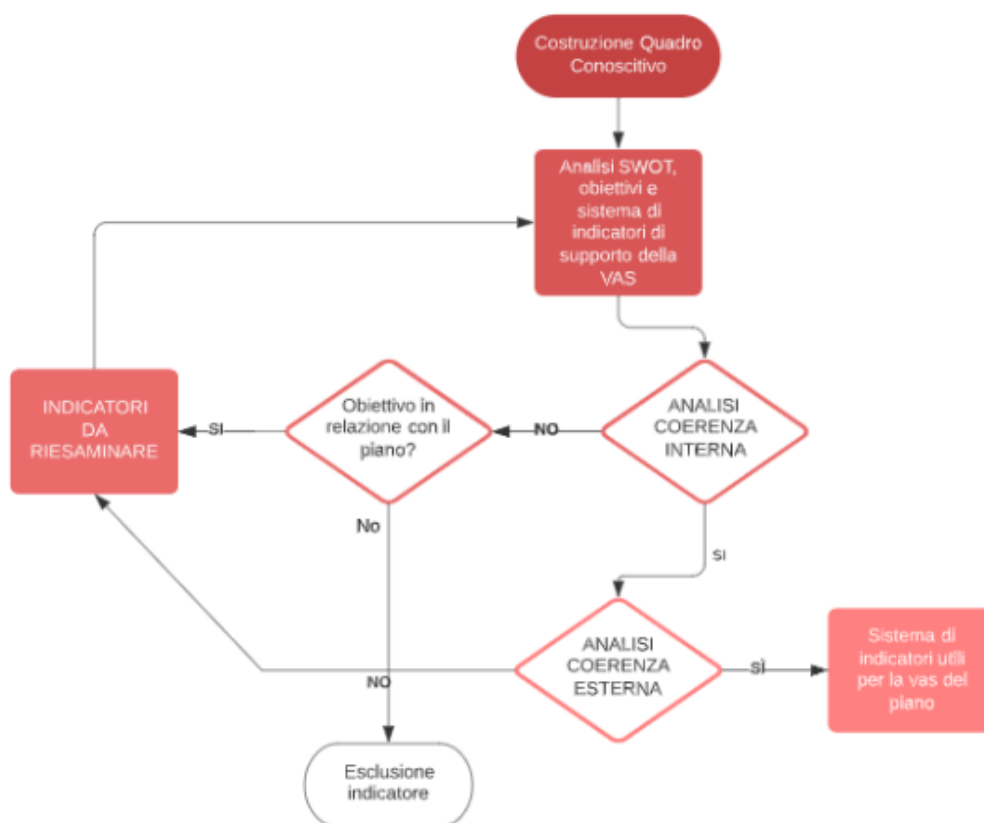 Costruzione Quadro
Conoscitivo
Analisi SWOT,
obiettivi e
sistema di
indicatori di
supporto della
VAS
INDICATORI
DA
RIESAMINARE
SI
Obiettivo in
relazione con il
piano?
NO
ANALISI
COERENZA
INTERNA
No
SI
ANALISI
COERENZA
ESTERNA
SÌ
Sistema di
indicatori utili
per la vas del
piano
NO
Esclusione
indicatore